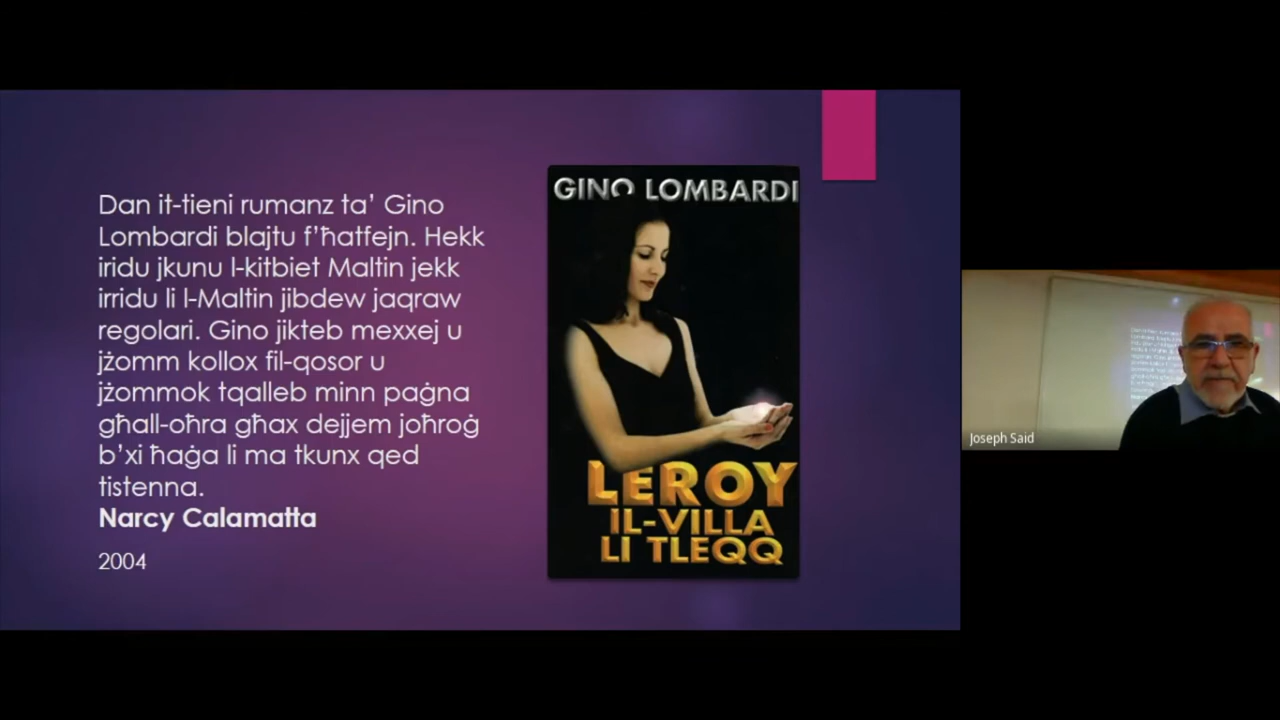 Dan it-tieni rumanz ta' Gino
Lombardi blajtu f'ħatfejn. Hekk
iridu jkunu l-kitbiet Maltin jekk
irridu li l-Maltin jibdew jaqraw
regolari. Gino jikteb mexxej u
jżomm kollox fil-qosor u
jżommok tqalleb minn paġna
għall-oħra għax dejjem joħroġ
b'xi ħaġa li ma tkunx qed
tistenna.
Narcy Calamatta
2004
GINO LOMBARDI
LEROY
IL-VILLA
LI TLEQQ
Joseph Said